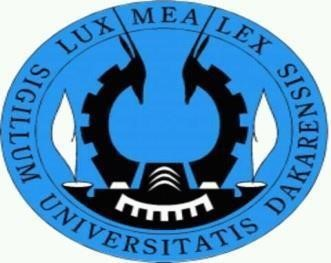 LUX MEA LEX
SIGILLUM UNIVERSITATIS DAKARENSIS